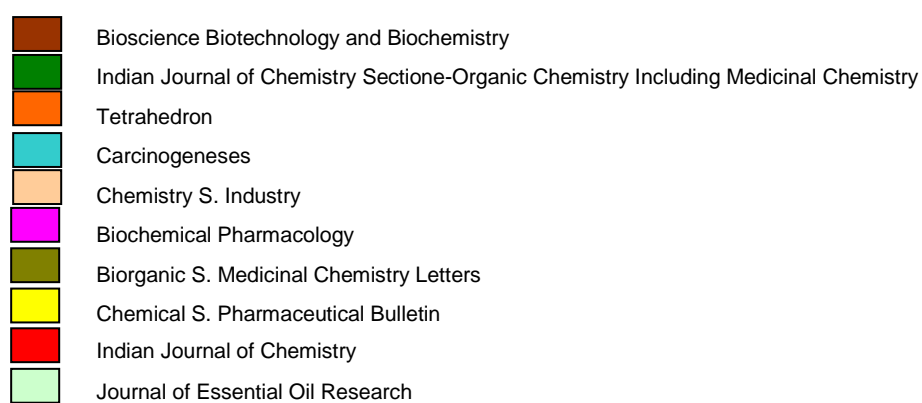 Bioscience Biotechnology and Biochemistry
Indian Journal of Chemistry Sectione-Organic Chemistry Including Medicinal Chemistry
Tetrahedron
Carcinogeneses
Chemistry S. Industry
Biochemical Pharmacology
Biorganic S. Medicinal Chemistry Letters
Chemical S. Pharmaceutical Bulletin
Indian Journal of Chemistry
Journal of Essential Oil Research